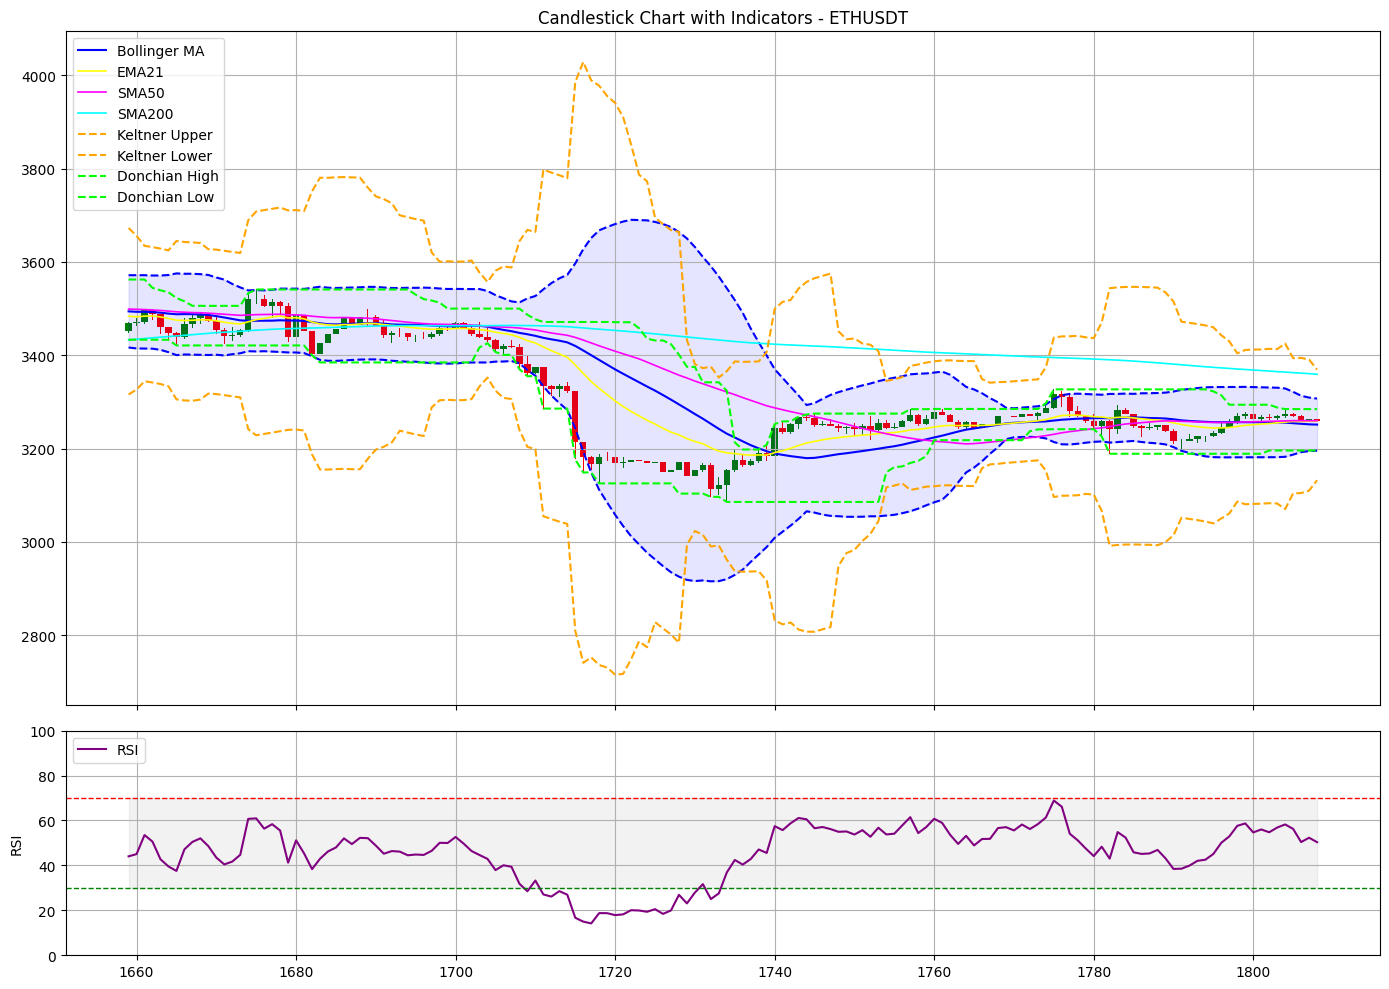 Candlestick Chart with Indicators - ETHUSDT
Bollinger MA
EMA21
SMA50
SMA200
Keltner Upper
Keltner Lower
Donchian High
Donchian Low
4000
3800
3600
3400
3200
3000
2800
RSI
100
80
60
40
20
0
RSI
1660 1680 1700 1720 1740 1760 1780 1800